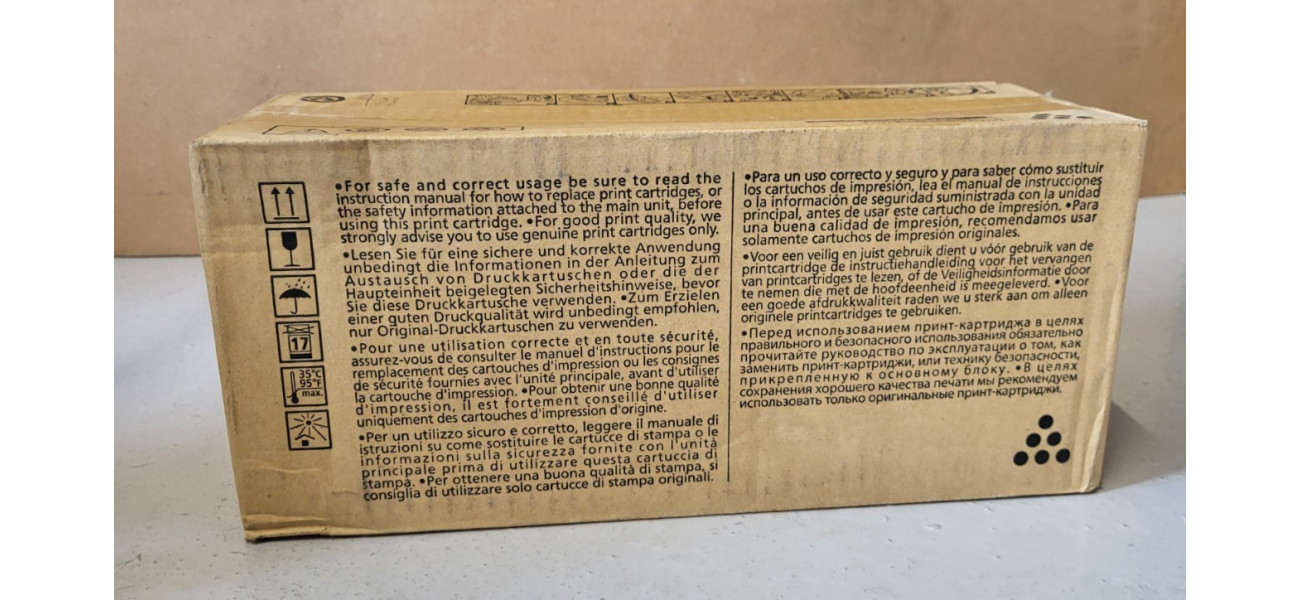 17
35°C
95°F
max.
•For safe and correct usage be sure to read the
instruction manual for how to replace print cartridges, or
the safety information attached to the main unit, before
using this print cartridge. •For good print quality, we
strongly advise you to use genuine print cartridges only.
•Lesen Sie für eine sichere und korrekte Anwendung
unbedingt die Informationen in der Anleitung zum
Austausch von Druckkartuschen oder die der
Haupteinheit beigelegten Sicherheitshinweise, bevor
Sie diese Druckkartusche verwenden. •Zum Erzielen
einer guten Druckqualität wird unbedingt empfohlen,
nur Original-Druckkartuschen zu verwenden.
•Pour une utilisation correcte et en toute sécurité,
assurez-vous de consulter le manuel d'instructions pour le
remplacement des cartouches d'impression ou les consignes
de sécurité fournies avec l'unité principale, avant d'utiliser
la cartouche d'impression. •Pour obtenir une bonne qualité
d'impression, il est fortement conseillé d'utiliser
uniquement des cartouches d'impression d'origine.
•Per un utilizzo sicuro e corretto, leggere il manuale di
istruzioni su come sostituire le cartucce di stampa o le
informazioni sulla sicurezza fornite con l'unità
principale prima di utilizzare questa cartuccia di
stampa. •Per ottenere una buona qualità di stampa, si
consiglia di utilizzare solo cartucce di stampa originali.
•Para un uso correcto y seguro y para saber cómo sustituir
los cartuchos de impresión, lea el manual de instrucciones
o la información de seguridad suministrada con la unidad
principal, antes de usar este cartucho de impresión. •Para
una buena calidad de impresión, recomendamos usar
solamente cartuchos de impresión originales.
•Voor een veilig en juist gebruik dient u vóór gebruik van de
printcartridge de instructiehandleiding voor het vervangen
van printcartridges te lezen, of de Veiligheidsinformatie door
te nemen die met de hoofdeenheid is meegeleverd. •Voor
een goede afdrukkwaliteit raden we u sterk aan om alleen
originele printcartridges te gebruiken.
•Перед использованием принт-картриджа в целях
правильного и безопасного использования обязательно
прочитайте руководство по эксплуатации о том, как
заменить принт-картриджи, или технику безопасности,
прикрепленную к основному блоку. •В целях
сохранения хорошего качества печати мы рекомендуем
использовать только оригинальные принт-картриджи.